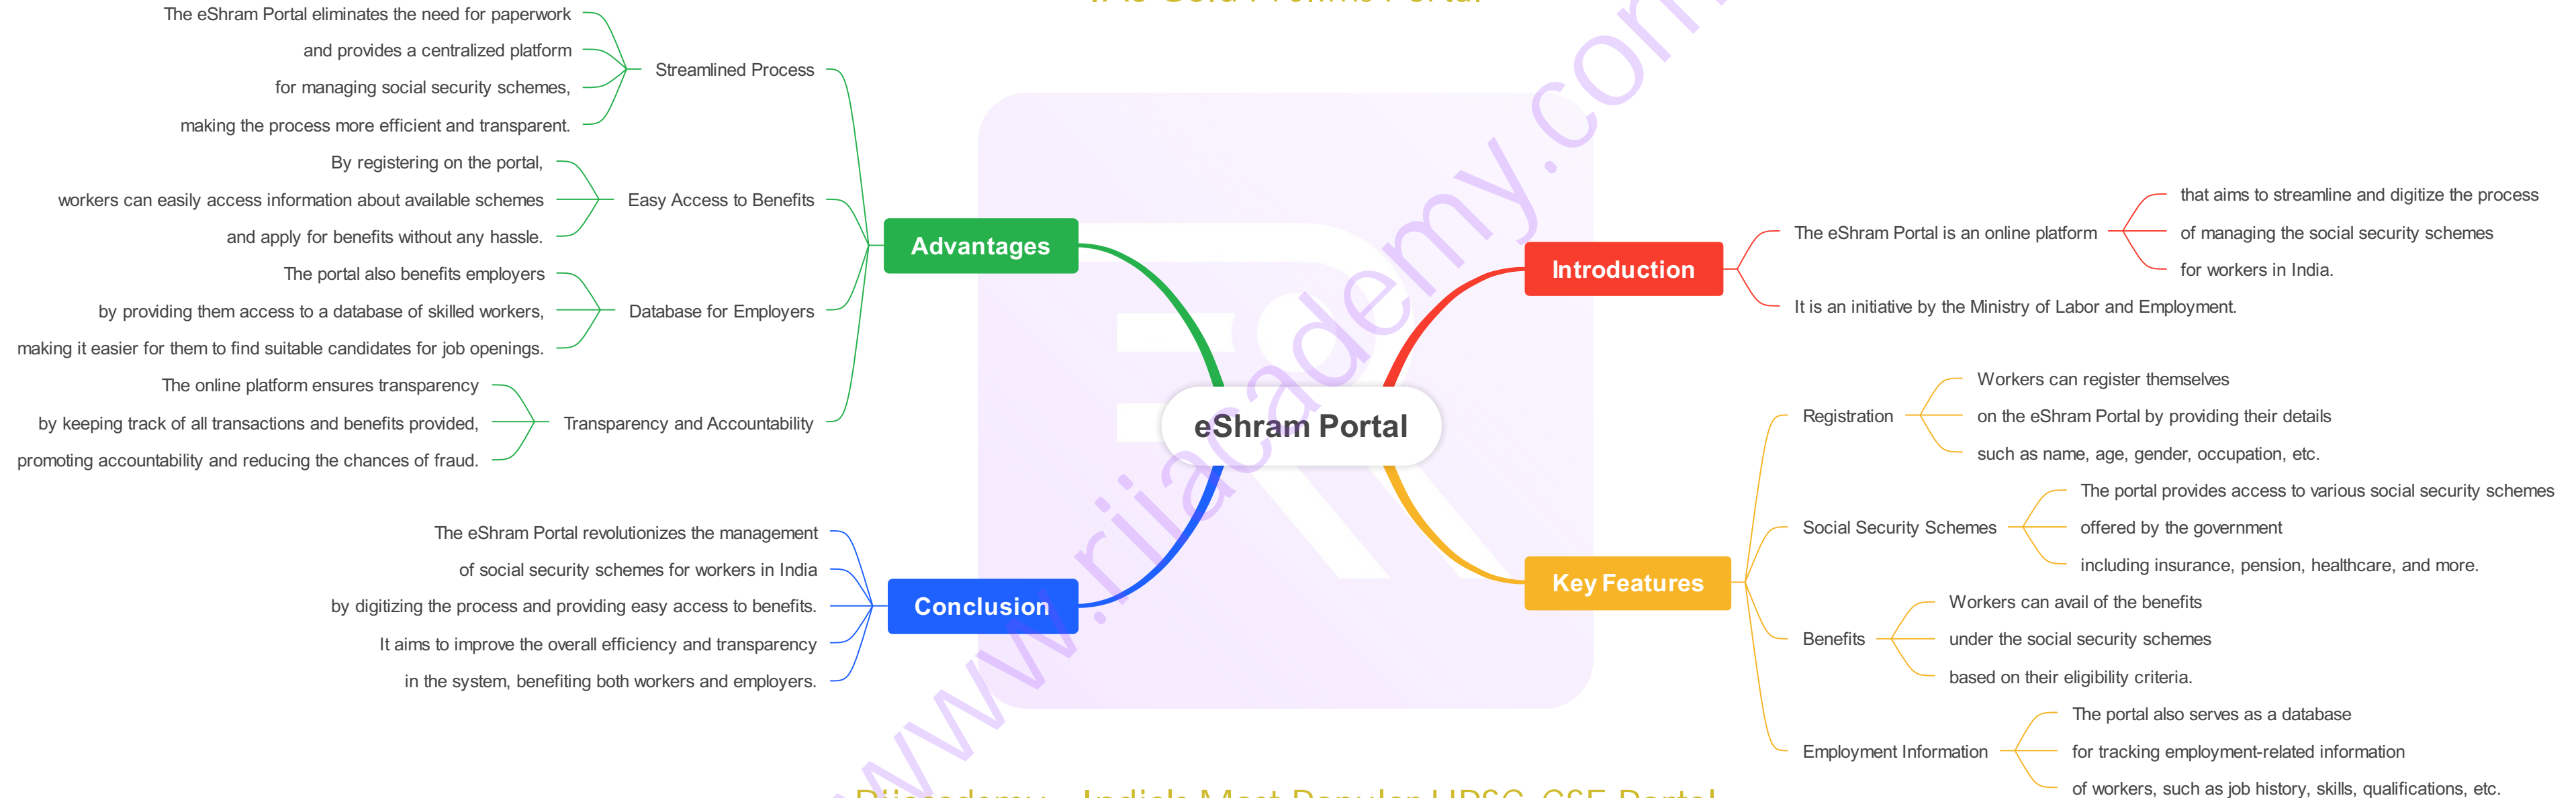 eShram Portal
Introduction
The eShram Portal is an online platform
that aims to streamline and digitize the process
of managing the social security schemes
for workers in India.
It is an initiative by the Ministry of Labor and Employment.
Key Features
Registration
Workers can register themselves
on the eShram Portal by providing their details
such as name, age, gender, occupation, etc.
Social Security Schemes
The portal provides access to various social security schemes
offered by the government
including insurance, pension, healthcare, and more.
Benefits
Workers can avail of the benefits
under the social security schemes
based on their eligibility criteria.
Employment Information
The portal also serves as a database
for tracking employment-related information
of workers, such as job history, skills, qualifications, etc.
Advantages
Streamlined Process
The eShram Portal eliminates the need for paperwork
and provides a centralized platform
for managing social security schemes,
making the process more efficient and transparent.
Easy Access to Benefits
By registering on the portal,
workers can easily access information about available schemes
and apply for benefits without any hassle.
Database for Employers
The portal also benefits employers
by providing them access to a database of skilled workers,
making it easier for them to find suitable candidates for job openings.
Transparency and Accountability
The online platform ensures transparency
by keeping track of all transactions and benefits provided,
promoting accountability and reducing the chances of fraud.
Conclusion
The eShram Portal revolutionizes the management
of social security schemes for workers in India
by digitizing the process and providing easy access to benefits.
It aims to improve the overall efficiency and transparency
in the system, benefiting both workers and employers.
www.rijacademy.com
India's Most Popular UPSC-CSE Portal